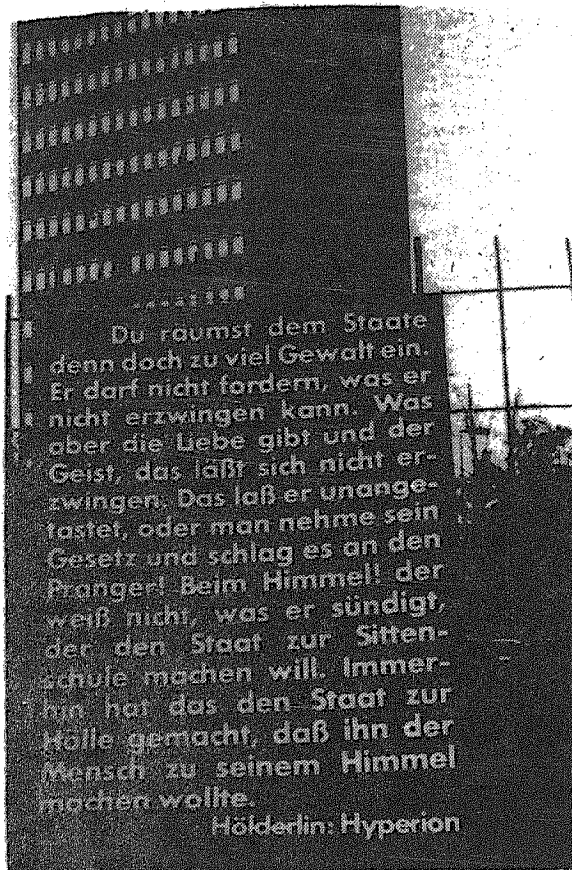 Du räumst dem Staate
denn doch zu viel Gewalt ein.
Er darf nicht fordern, was er
nicht erzwingen kann. Was
aber die Liebe gibt und der
Geist, das läßt sich nicht er-
zwingen. Das laß er unange-
tastet, oder man nehme sein
Gesetz und schlag es an den
Pranger! Beim Himmel! der
weiß nicht, was er sündigt,
der den Staat zur Sitten-
schule machen will. Immer-
hin hat das den Staat zur
Hölle gemacht, daß ihn der
Mensch zu seinem Himmel
machen wollte.
Hölderlin: Hyperion